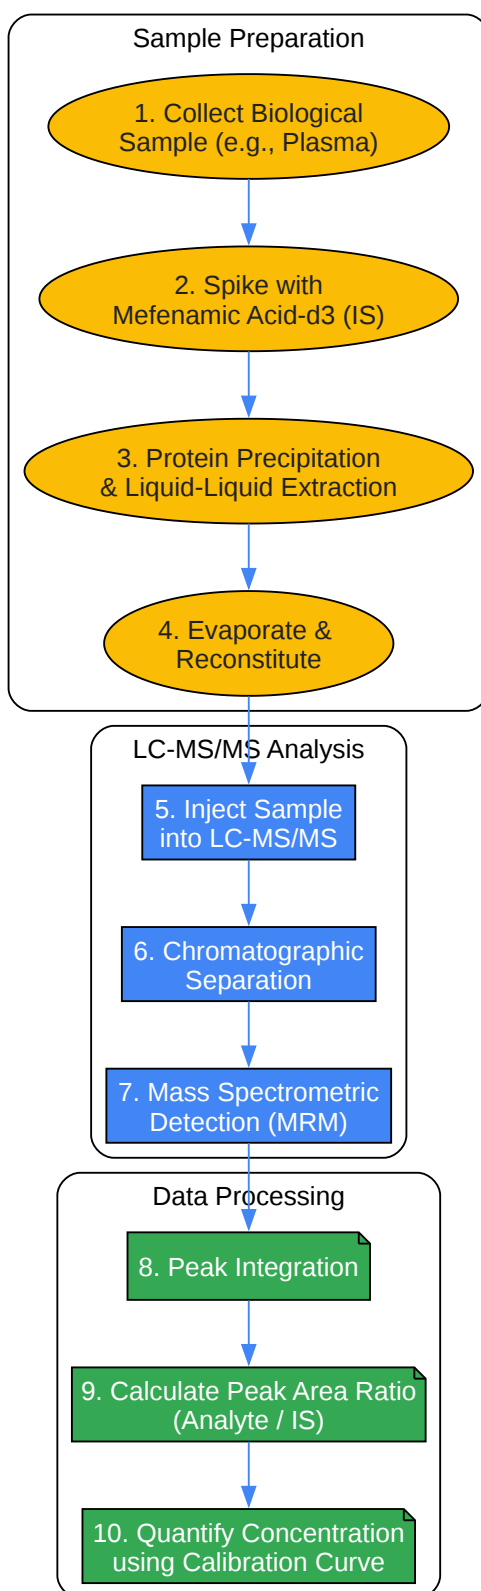 Sample Preparation
1. Collect Biological
Sample (e.g., Plasma)
2. Spike with
Mefenamic Acid-d3 (IS)
3. Protein Precipitation
& Liquid-Liquid Extraction
4. Evaporate &
Reconstitute
LC-MS/MS Analysis
5. Inject Sample
into LC-MS/MS
6. Chromatographic
Separation
7. Mass Spectrometric
Detection (MRM)
Data Processing
8. Peak Integration
9. Calculate Peak Area Ratio
(Analyte / IS)
10. Quantify Concentration
using Calibration Curve